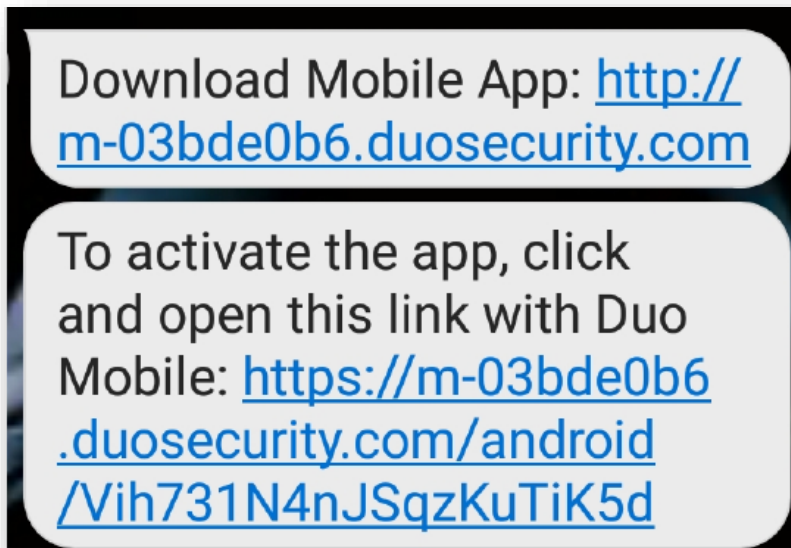 Download Mobile App: http://
m-03bde0b6.duosecurity.com
To activate the app, click
and open this link with Duo
Mobile: https://m-03bde0b6
.duosecurity.com/android
/Vih731N4nJSqzKuTiK5d